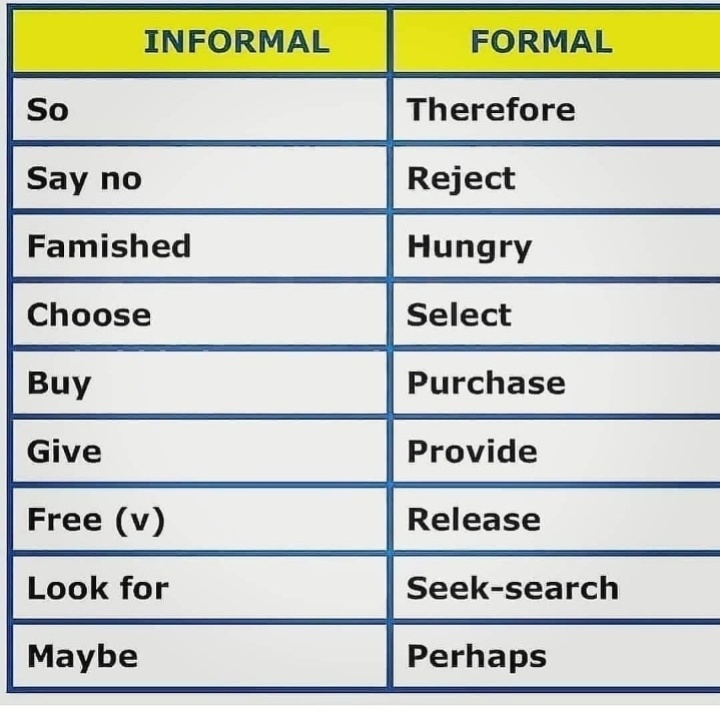 INFORMAL FORMAL
So Therefore
Say no Reject
Famished Hungry
Choose Select
Buy Purchase
Give Provide
Free (v) Release
Look for Seek-search
Maybe Perhaps